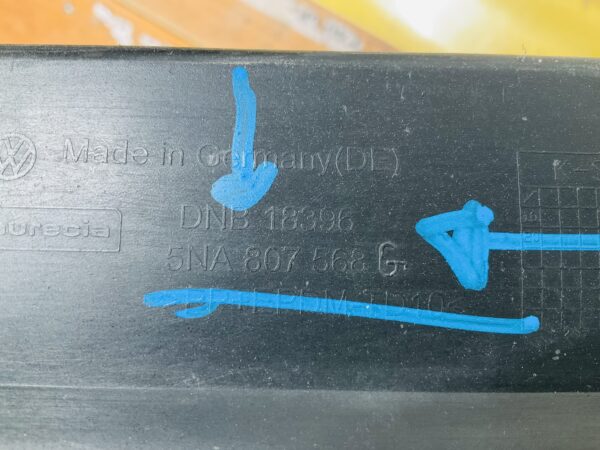 Made in Germany(DE)
faurecia
DNB 18396
5NA 807 568 G